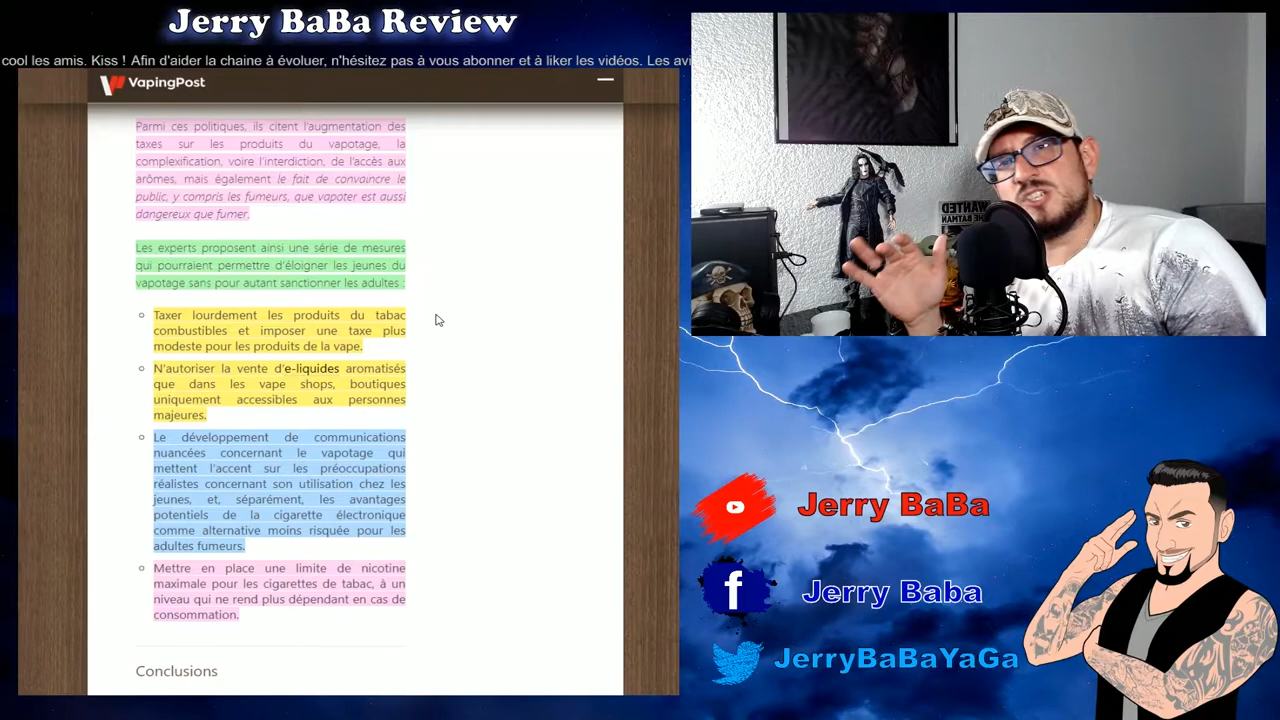 Jerry BaBa Review
cool les amis. Kiss ! Afin d'aider la chaine à évoluer, n'hésitez pas à vous abonner et à liker les vidéos. Les avi
VapingPost
Parmi ces politiques, ils citent l'augmentation des
taxes sur les produits du vapotage, la
complexification, voire l'interdiction, de l'accès aux
arômes, mais également le fait de convaincre le
public, y compris les fumeurs, que vapoter est aussi
dangereux que fumer.
Les experts proposent ainsi une série de mesures
qui pourraient permettre d'éloigner les jeunes du
vapotage sans pour autant sanctionner les adultes :
Taxer lourdement les produits du tabac
combustibles et imposer une taxe plus
modeste pour les produits de la vape.
N'autoriser la vente d'e-liquides aromatisés
que dans les vape shops, boutiques
uniquement accessibles aux personnes
majeures.
Le développement de communications
nuancées concernant le vapotage qui
mettent l'accent sur les préoccupations
réalistes concernant son utilisation chez les
jeunes, et, séparément, les avantages
potentiels de la cigarette électronique
comme alternative moins risquée pour les
adultes fumeurs.
Mettre en place une limite de nicotine
maximale pour les cigarettes de tabac, à un
niveau qui ne rend plus dépendant en cas de
consommation.
Conclusions
WANTED
THE BATMAN
Jerry BaBa
f
Jerry Baba
JerryBaBaYaGa